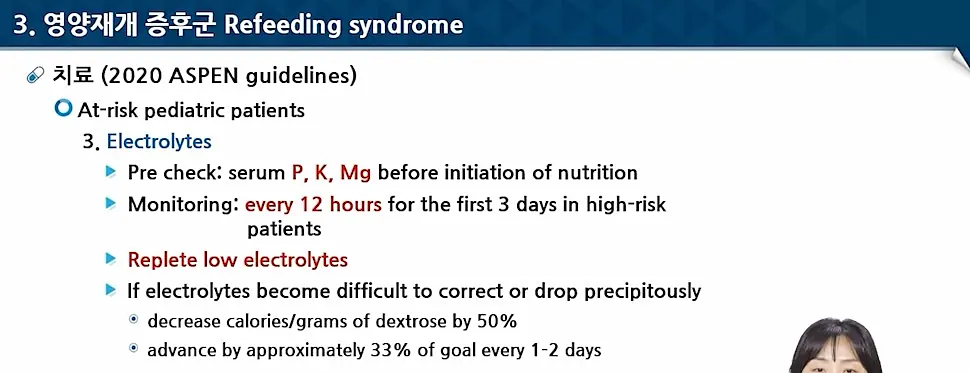 3. 영양재개 증후군 Refeeding syndrome
치료 (2020 ASPEN guidelines)
At-risk pediatric patients
3. Electrolytes
Pre check: serum P, K, Mg before initiation of nutrition
Monitoring: every 12 hours for the first 3 days in high-risk
patients
Replete low electrolytes
If electrolytes become difficult to correct or drop precipitously
decrease calories/grams of dextrose by 50%
advance by approximately 33% of goal every 1-2 days